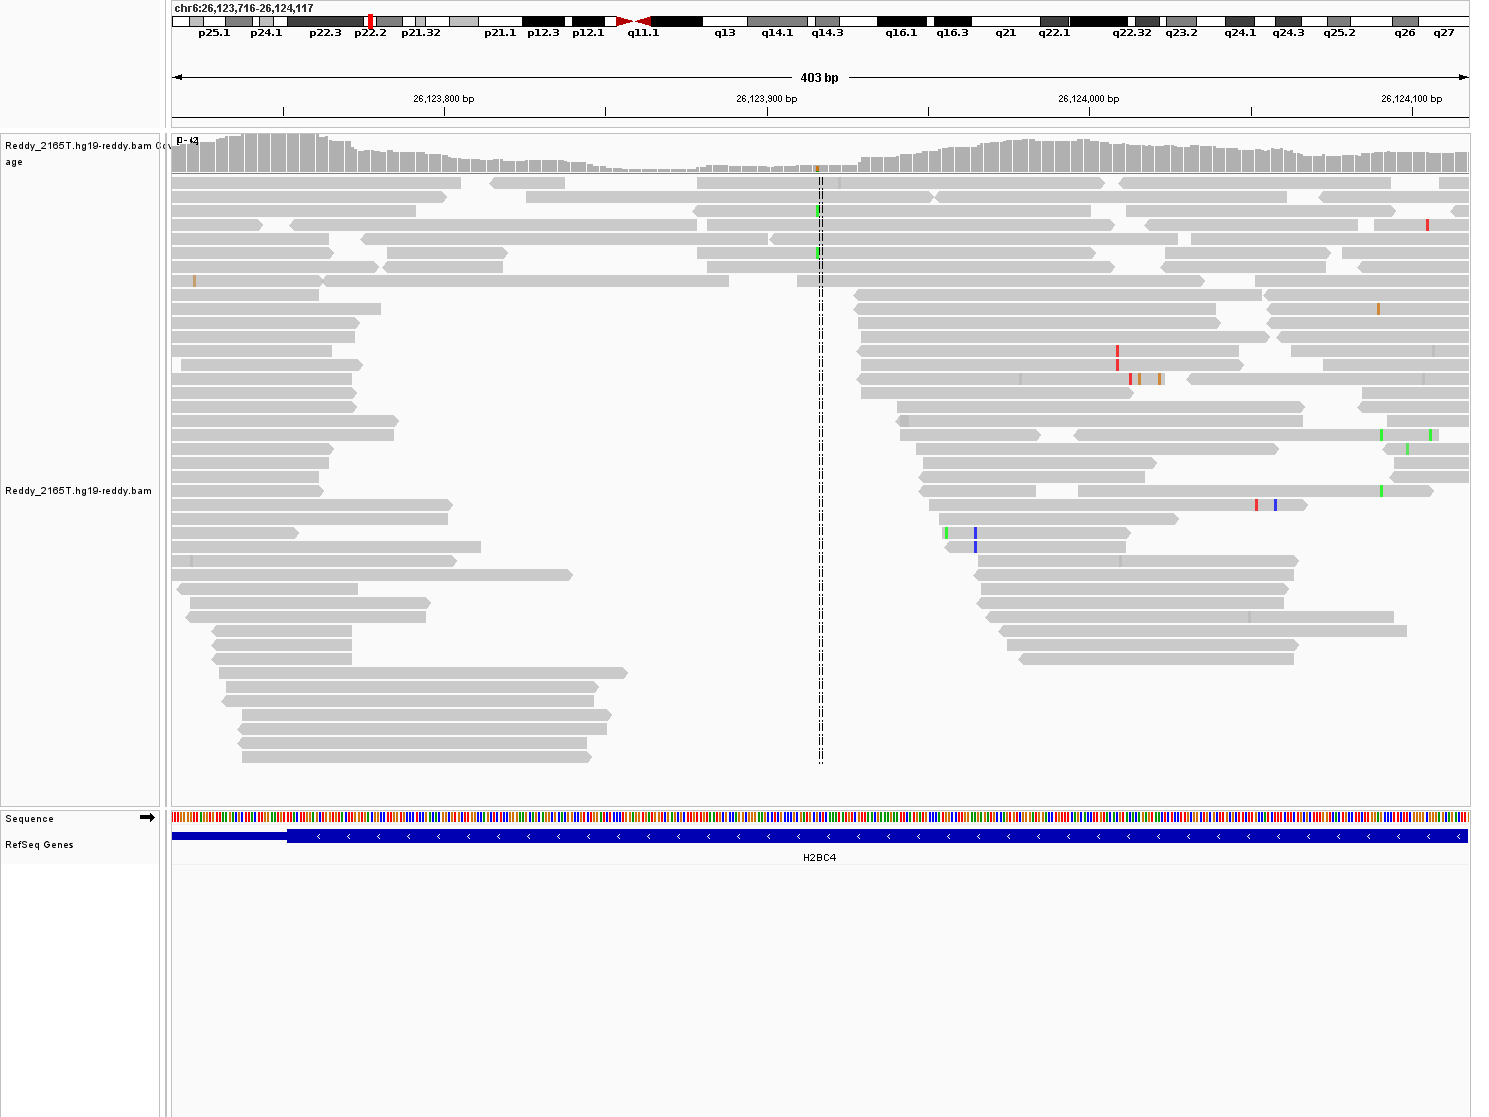 chr6:26,123,716-26,124,117
p25.1 p24.1 p22.3 p22.2 p21.32 p21.1 p12.3 p12.1 q11.1 q13 q14.1 q14.3 q16.1 q16.3 q21 q22.1 q22.32 q23.2 q24.1 q24.3 q25.2 q26 q27
403 bp
26,123,800 bp 26,123,900 bp 26,124,000 bp 26,124,100 bp
Reddy_2165T.hg19-reddy.bam
age
Reddy_2165T.hg19-reddy.bam
Sequence
RefSeq Genes
H2BC4